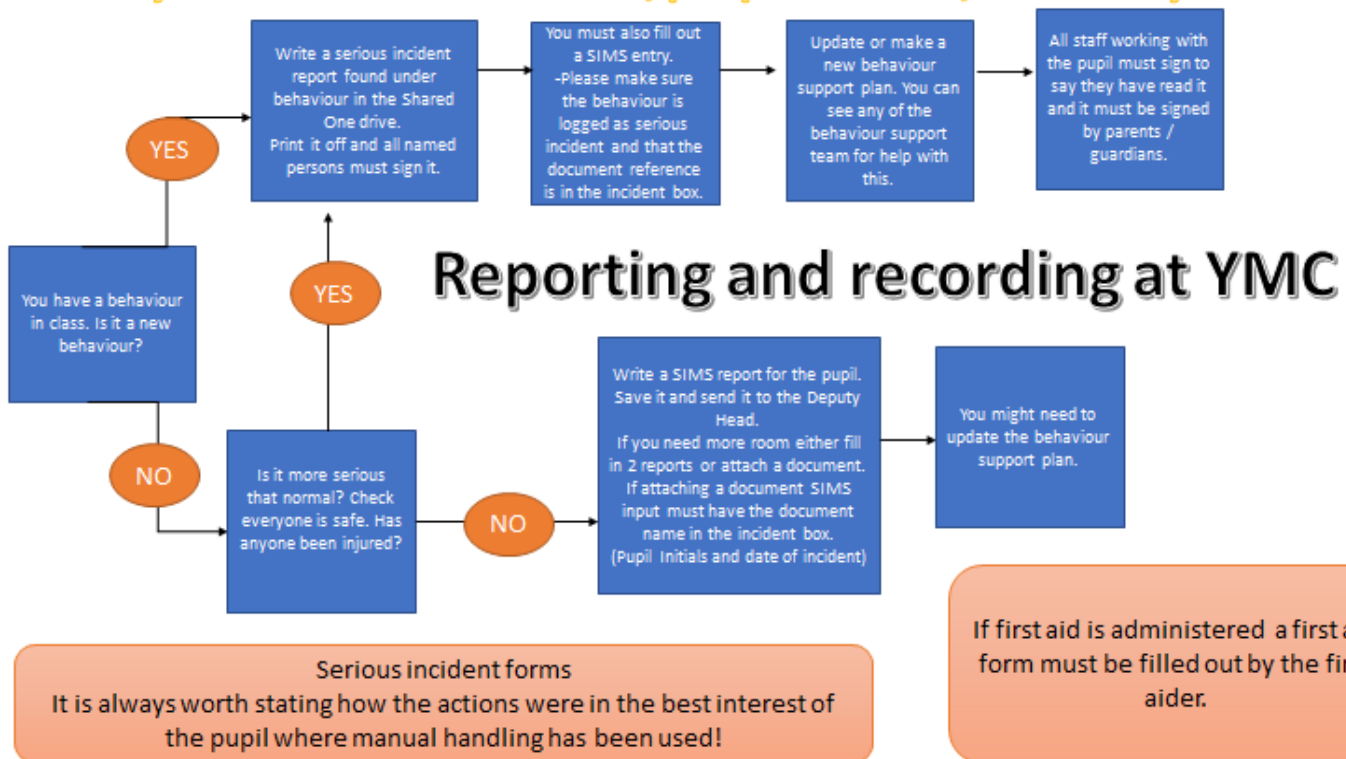 Write a serious incident
report found under
behaviour in the Shared
One drive.
Print it off and all named
persons must sign it.
You must also fill out
a SIMS entry.
-Please make sure
the behaviour is
logged as serious
incident and that the
document reference
is in the incident box.
Update or make a
new behaviour
support plan. You can
see any of the
behaviour support
team for help with
this.
All staff working with
the pupil must sign to
say they have read it
and it must be signed
by parents /
guardians.
YES
You have a behaviour
in class. Is it a new
behaviour?
YES
Reporting and recording at YMC
NO
Is it more serious
that normal? Check
everyone is safe. Has
anyone been injured?
NO
Write a SIMS report for the pupil.
Save it and send it to the Deputy
Head.
If you need more room either fill
in 2 reports or attach a document.
If attaching a document SIMS
input must have the document
name in the incident box.
(Pupil Initials and date of incident)
You might need to
update the behaviour
support plan.
Serious incident forms
It is always worth stating how the actions were in the best interest of
the pupil where manual handling has been used!
If first aid is administered a first
form must be filled out by the
aider.